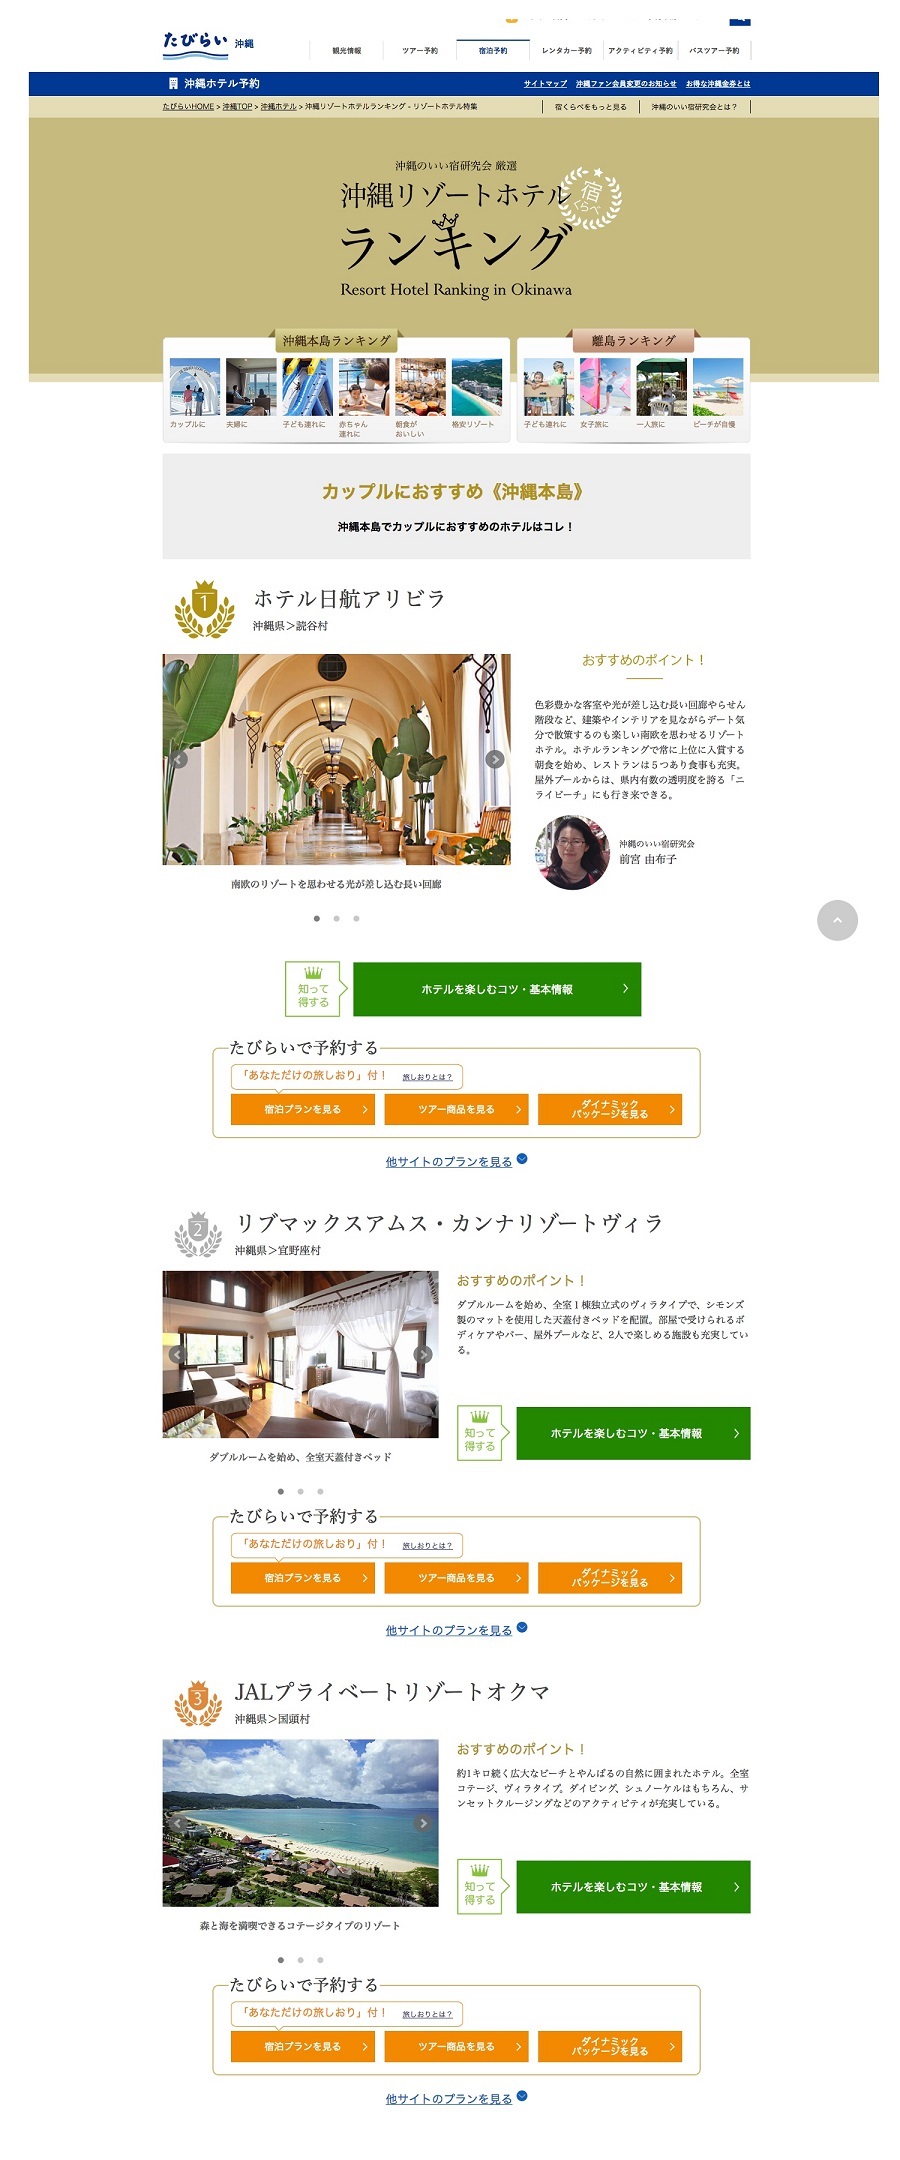 たびらい 沖縄
観光情報
ツアー予約
宿泊予約
レンタカー予約
アクティビティ予約
バスツアー予約
沖縄ホテル予約
サイトマップ
沖縄ファン会員変更のお知らせ
お得な沖縄金券とは
たびらいHOME > 沖縄TOP > 沖縄ホテル > 沖縄リゾートホテルランキング - リゾートホテル特集
宿くらべをもっと見る
沖縄のいい宿研究会とは？
沖縄のいい宿研究会 厳選
沖縄リゾートホテル
宿
くらべ
ランキング
Resort Hotel Ranking in Okinawa
沖縄本島ランキング
カップルに
夫婦に
子ども連れに
赤ちゃん
連れに
朝食が
おいしい
格安リゾート
離島ランキング
子ども連れに
女子旅に
一人旅に
ビーチが自慢
カップルにおすすめ《沖縄本島》
沖縄本島でカップルにおすすめのホテルはコレ！
1
ホテル日航アリビラ
沖縄県＞読谷村
南欧のリゾートを思わせる光が差し込む長い回廊
おすすめのポイント！
色彩豊かな客室や光が差し込む長い回廊やらせん
階段など、建築やインテリアを見ながらデート気
分で散策するのも楽しい南欧を思わせるリゾート
ホテル。ホテルランキングで常に上位に入賞する
朝食を始め、レストランは５つあり食事も充実。
屋外プールからは、県内有数の透明度を誇る「ニ
ライビーチ」にも行き来できる。
沖縄のいい宿研究会
前宮 由布子
知って
得する
ホテルを楽しむコツ・基本情報
たびらいで予約する
「あなただけの旅しおり」付！ 旅しおりとは？
宿泊プランを見る
ツアー商品を見る
ダイナミック
パッケージを見る
他サイトのプランを見る
2
リブマックスアムス・カンナリゾートヴィラ
沖縄県＞宜野座村
ダブルルームを始め、全室天蓋付きベッド
おすすめのポイント！
ダブルルームを始め、全室１棟独立式のヴィラタイプで、シモンズ
製のマットを使用した天蓋付きベッドを配置。部屋で受けられるボ
ディケアやバー、屋外プールなど、2人で楽しめる施設も充実してい
る。
知って
得する
ホテルを楽しむコツ・基本情報
たびらいで予約する
「あなただけの旅しおり」付！ 旅しおりとは？
宿泊プランを見る
ツアー商品を見る
ダイナミック
パッケージを見る
他サイトのプランを見る
3
JALプライベートリゾートオクマ
沖縄県＞国頭村
森と海を満喫できるコテージタイプのリゾート
おすすめのポイント！
約1キロ続く広大なビーチとやんばるの自然に囲まれたホテル。全室
コテージ、ヴィラタイプ。ダイビング、シュノーケルはもちろん、サ
ンセットクルージングなどのアクティビティが充実している。
知って
得する
ホテルを楽しむコツ・基本情報
たびらいで予約する
「あなただけの旅しおり」付！ 旅しおりとは？
宿泊プランを見る
ツアー商品を見る
ダイナミック
パッケージを見る
他サイトのプランを見る